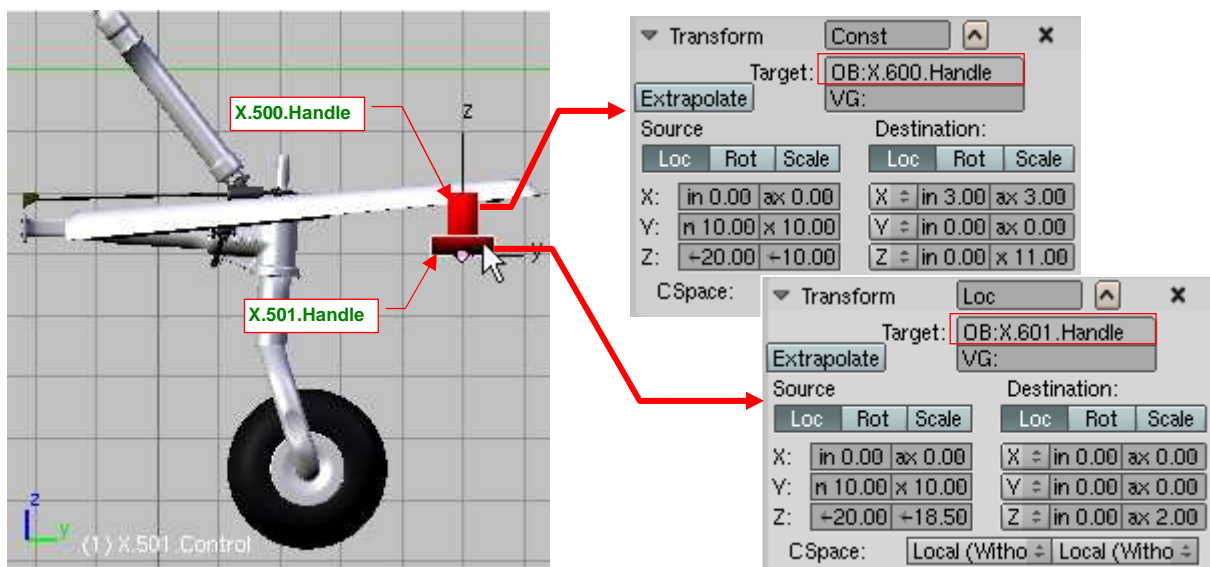 X.500.Handle
z
y
X.501.Handle
z
y
(1) X.501.Control
Transform Const
Target: OB:X.600.Handle
Extrapolate VG:
Source Destination:
Loc Rot Scale Loc Rot Scale
X: in 0.00 ax 0.00 X in 3.00 ax 3.00
Y: n 10.00 x 10.00 Y in 0.00 ax 0.00
Z: 20.00 10.00 Z in 0.00 x 11.00
CSpace:
Transform Loc
Target: OB:X.601.Handle
Extrapolate VG:
Source Destination:
Loc Rot Scale Loc Rot Scale
X: in 0.00 ax 0.00 X in 0.00 ax 0.00
Y: n 10.00 x 10.00 Y in 0.00 ax 0.00
Z: 20.00 18.50 Z in 0.00 ax 2.00
CSpace: Local (Witho Local (Witho